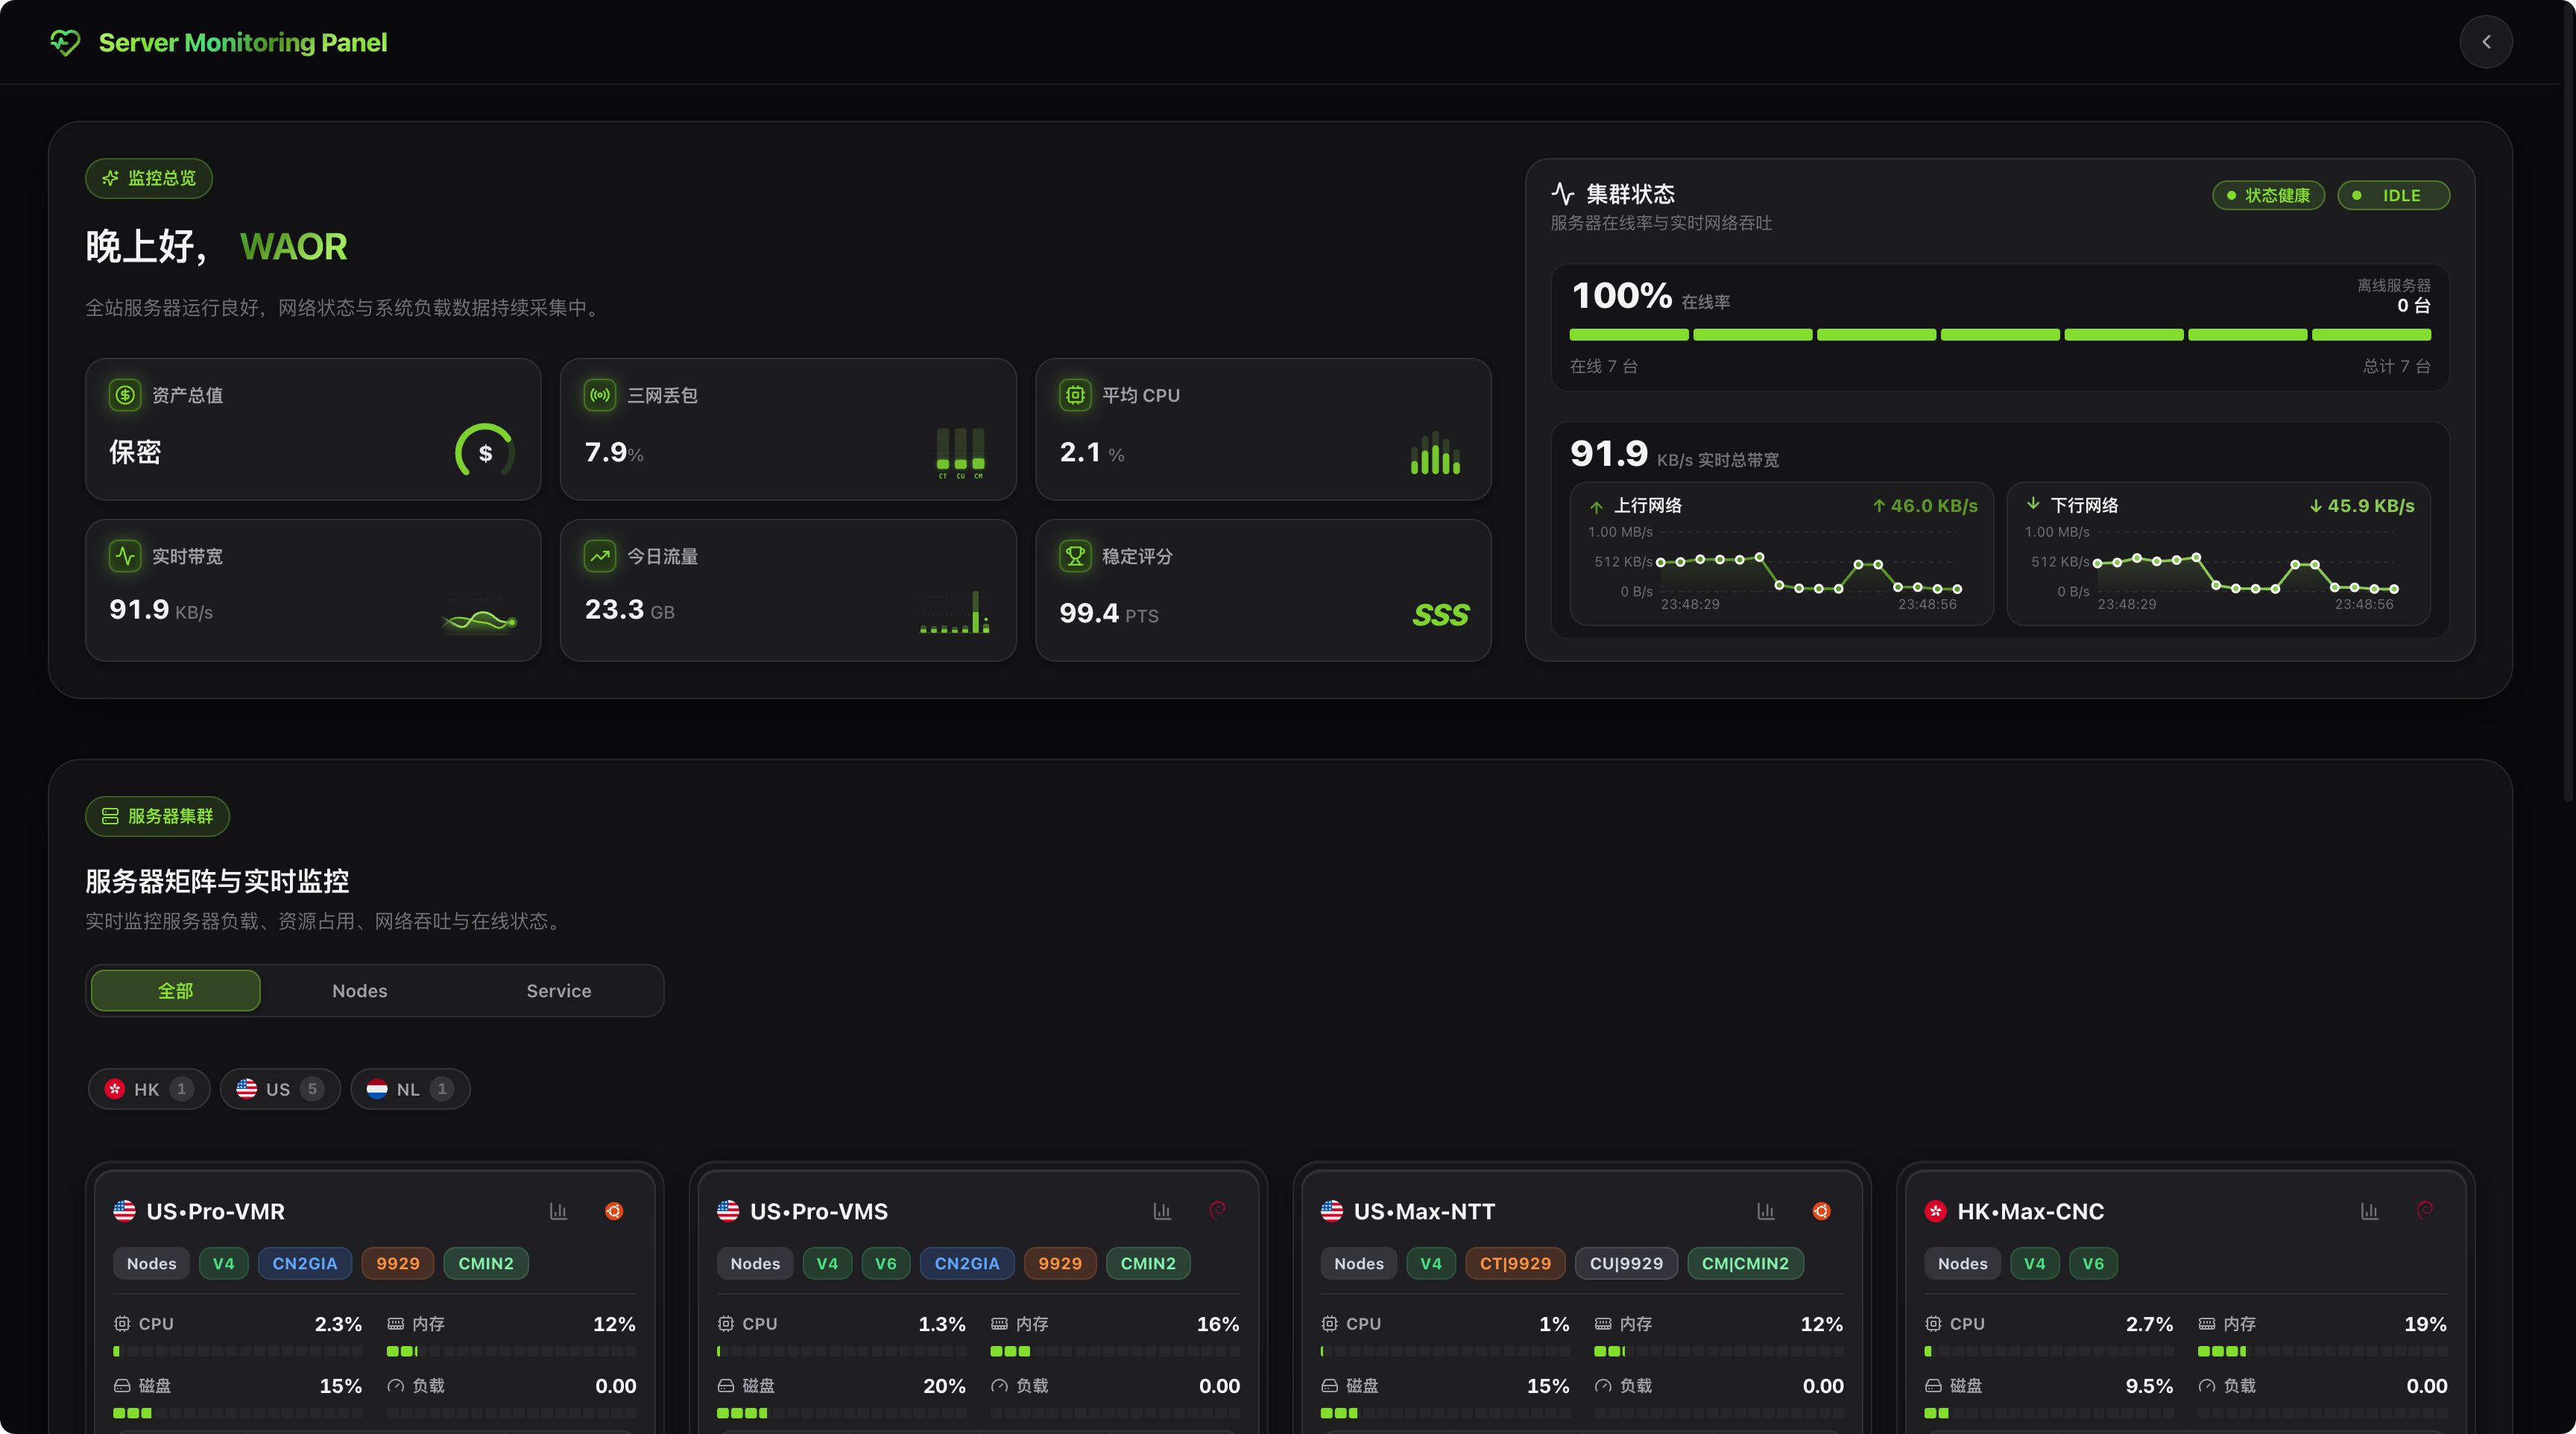 Server Monitoring Panel
监控总览
晚上好， WAOR
全站服务器运行良好，网络状态与系统负载数据持续采集中。
资产总值
保密
$
三网丢包
7.9%
CT CU CM
平均 CPU
2.1 %
实时带宽
91.9 KB/s
今日流量
23.3 GB
稳定评分
99.4 PTS
SSS
集群状态
状态健康
IDLE
服务器在线率与实时网络吞吐
100% 在线率
离线服务器
0 台
在线 7 台
总计 7 台
91.9 KB/s 实时总带宽
上行网络
↑ 46.0 KB/s
1.00 MB/s
512 KB/s
0 B/s
23:48:29
23:48:56
下行网络
↓ 45.9 KB/s
1.00 MB/s
512 KB/s
0 B/s
23:48:29
23:48:56
服务器集群
服务器矩阵与实时监控
实时监控服务器负载、资源占用、网络吞吐与在线状态。
全部 Nodes Service
HK 1 US 5 NL 1
US•Pro-VMR
Nodes V4 CN2GIA 9929 CMIN2
CPU 2.3% 内存 12%
磁盘 15% 负载 0.00
US•Pro-VMS
Nodes V4 V6 CN2GIA 9929 CMIN2
CPU 1.3% 内存 16%
磁盘 20% 负载 0.00
US•Max-NTT
Nodes V4 CT|9929 CU|9929 CM|CMIN2
CPU 1% 内存 12%
磁盘 15% 负载 0.00
HK•Max-CNC
Nodes V4 V6
CPU 2.7% 内存 19%
磁盘 9.5% 负载 0.00